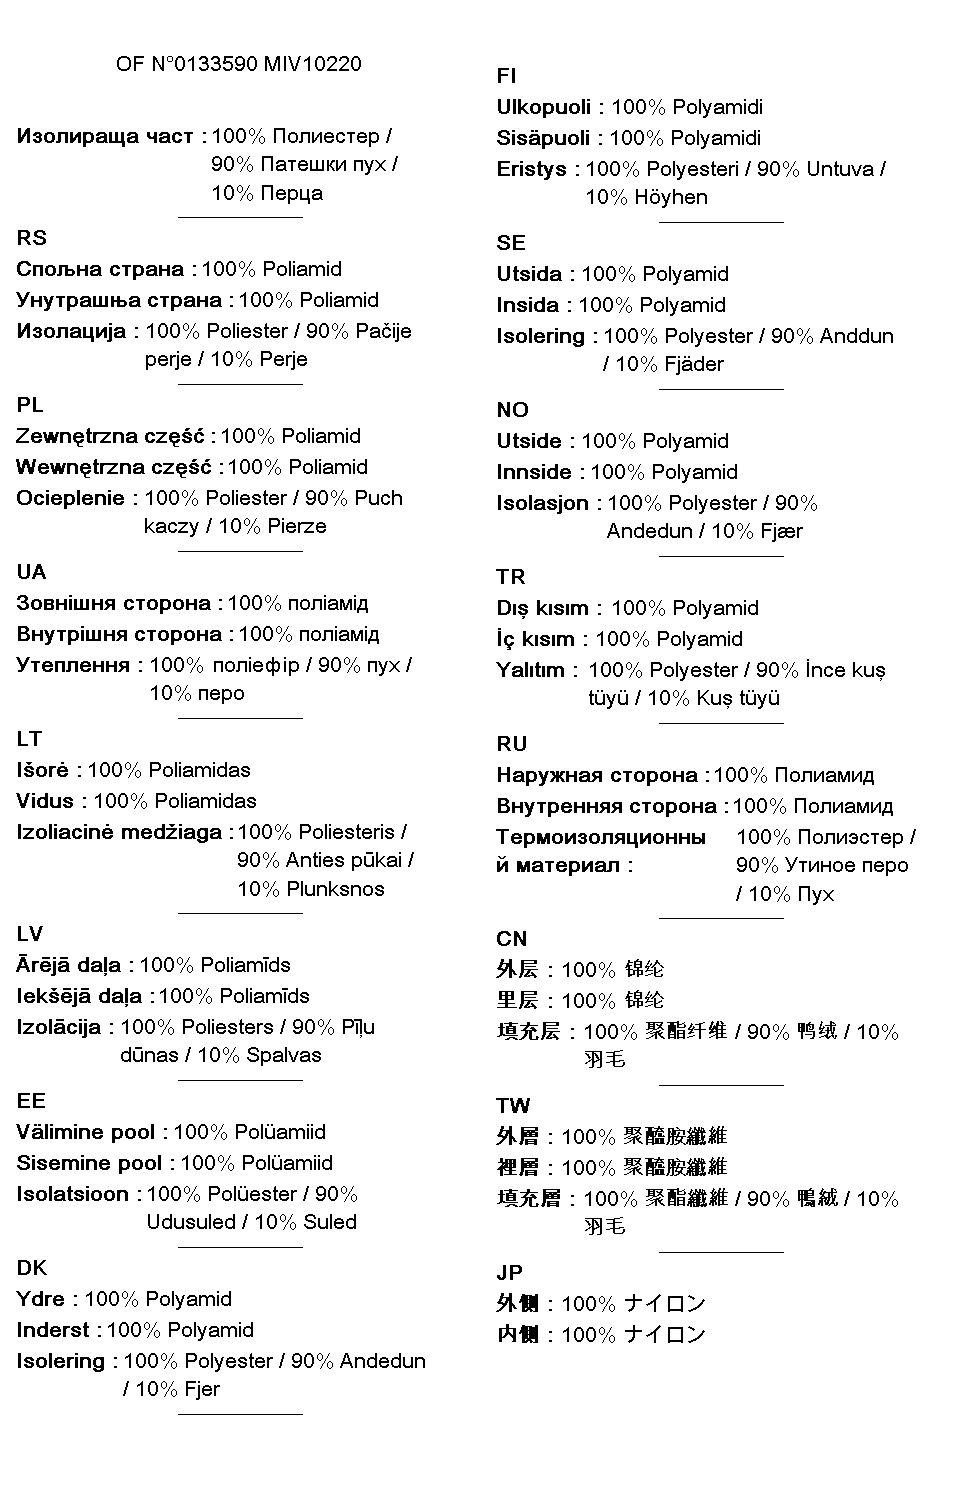 OF N°0133590 MIV10220
Изолираща част : 100% Полиестер /
90% Патешки пух /
10% Перца
RS
Спољна страна : 100% Poliamid
Унутрашња страна : 100% Poliamid
Изолација : 100% Poliester / 90% Pačije
perje / 10% Perje
PL
Zewnętrzna część : 100% Poliamid
Wewnętrzna część : 100% Poliamid
Ocieplenie : 100% Poliester / 90% Puch
kaczy / 10% Pierze
UA
Зовнішня сторона : 100% поліамід
Внутрішня сторона : 100% поліамід
Утеплення : 100% поліефір / 90% пух /
10% перо
LT
Išorė : 100% Poliamidas
Vidus : 100% Poliamidas
Izoliacinė medžiaga : 100% Poliesteris /
90% Anties pūkai /
10% Plunksnos
LV
Ārējā daļa : 100% Poliamīds
Iekšējā daļa : 100% Poliamīds
Izolācija : 100% Poliesters / 90% Pīļu
dūnas / 10% Spalvas
EE
Välimine pool : 100% Polüamiid
Sisemine pool : 100% Polüamiid
Isolatsioon : 100% Polüester / 90%
Udusuled / 10% Suled
DK
Ydre : 100% Polyamid
Inderst : 100% Polyamid
Isolering : 100% Polyester / 90% Andedun
/ 10% Fjer
FI
Ulkopuoli : 100% Polyamidi
Sisäpuoli : 100% Polyamidi
Eristys : 100% Polyesteri / 90% Untuva /
10% Höyhen
SE
Utsida : 100% Polyamid
Insida : 100% Polyamid
Isolering : 100% Polyester / 90% Anddun
/ 10% Fjäder
NO
Utside : 100% Polyamid
Innside : 100% Polyamid
Isolasjon : 100% Polyester / 90%
Andedun / 10% Fjær
TR
Dış kısım : 100% Polyamid
İç kısım : 100% Polyamid
Yalıtım : 100% Polyester / 90% İnce kuş
tüyü / 10% Kuş tüyü
RU
Наружная сторона : 100% Полиамид
Внутренняя сторона : 100% Полиамид
Термоизоляционны 100% Полиэстер /
й материал : 90% Утиное перо
/ 10% Пух
CN
外层 : 100% 锦纶
里层 : 100% 锦纶
填充层 : 100% 聚酯纤维 / 90% 鸭绒 / 10%
羽毛
TW
外層 : 100% 聚醯胺纖維
裡層 : 100% 聚醯胺纖維
填充層 : 100% 聚酯纖維 / 90% 鴨絨 / 10%
羽毛
JP
外側 : 100% ナイロン
内側 : 100% ナイロン